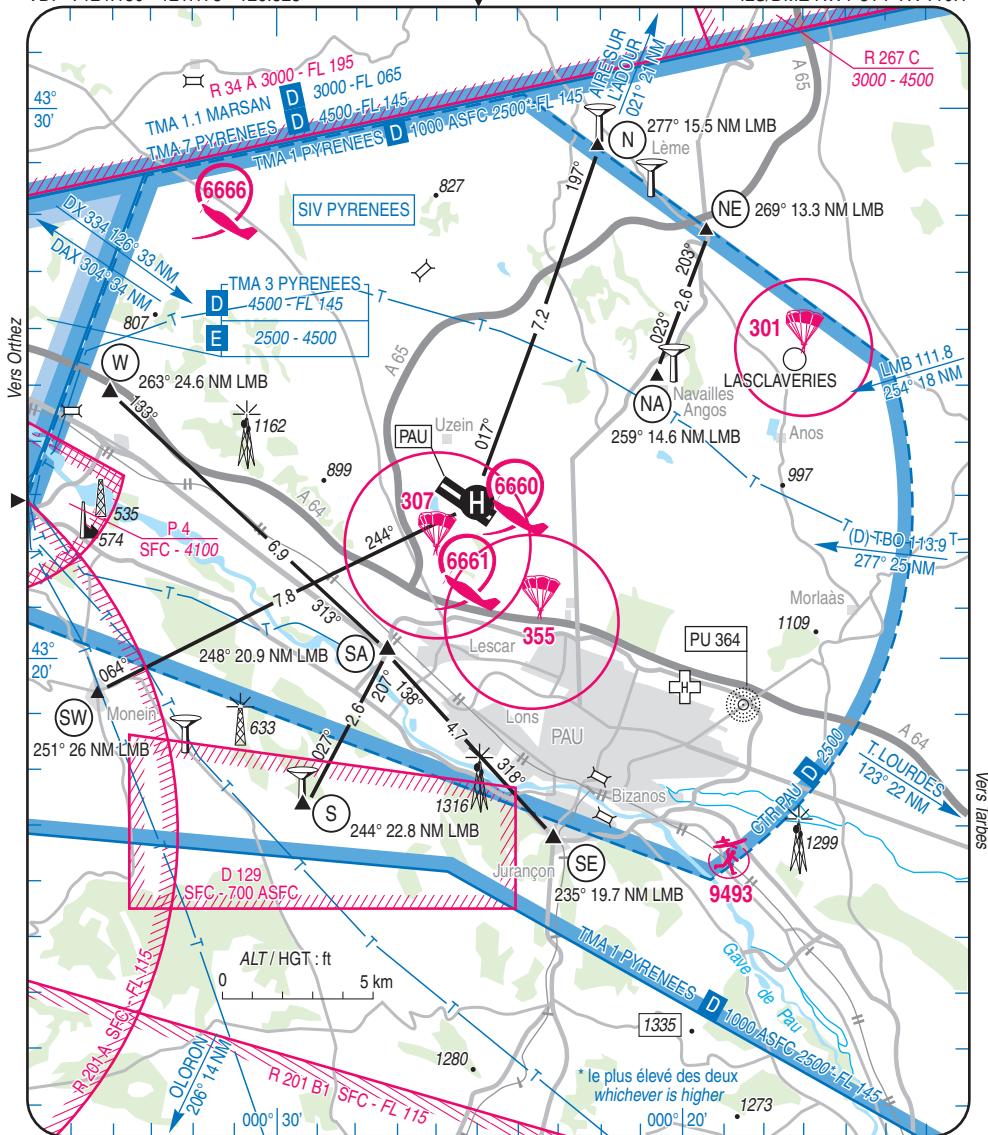 43°
30'
R 34 A 3000 - FL 195
TMA 1.1 MARSAN D 3000 - FL 065
TMA 7 PYRENEES D 4500 - FL 145
TMA 1 PYRENEES D 1000 ASFC 2500*-FL 145
AIRE SUR
L'ADOUR
021° 21 NM
A 65
R 267 C
3000 - 4500
N
277° 15.5 NM LMB
Lème
197°
6666
827
SIV PYRENEES
NE
269° 13.3 NM LMB
DX 334 126° 33 NM
DAX 304° 34 NM
TMA 3 PYRENEES
D 4500 - FL 145
E 2500 - 4500
807
T
T
T
203°
2.6
023°
7.2
301
LASCLAVERIES
LMB 111.8
254° 18 NM
Vers Orthez
W
263° 24.6 NM LMB
133°
A 65
NA
Navailles
Angos
259° 14.6 NM LMB
T
Anos
1162
Uzein
PAU
017°
899
A 64
H
6660
307
997
T
535
574
P 4
SFC - 4100
244°
6661
T (D) TBO 113.9 T
277° 25 NM
6.9
7.8
313°
355
Morlaàs
1109
T
T
43°
20'
248° 20.9 NM LMB
SA
Lescar
PU 364
H
064°
207°
138°
SW
Monein
251° 26 NM LMB
633
2.6
027°
4.7
318°
Lons
PAU
A 64
T. LOURDES
123° 22 NM
CTR PAU D 2500
S
244° 22.8 NM LMB
1316
Bizanos
1299
Vers Tarbes
SE
235° 19.7 NM LMB
Jurançon
9493
D 129
SFC - 700 ASFC
T
T
TMA 1 PYRENEES D 1000 ASFC 2500*-FL 145
Gave de Pau
ALT / HGT : ft
0 5 km
R 201 A SFC - FL 115
R 201 B1 SFC - FL 115
OLORON
206° 14 NM
1335
1280
1273
* le plus élevé des deux
whichever is higher
000° 30'
000° 20'